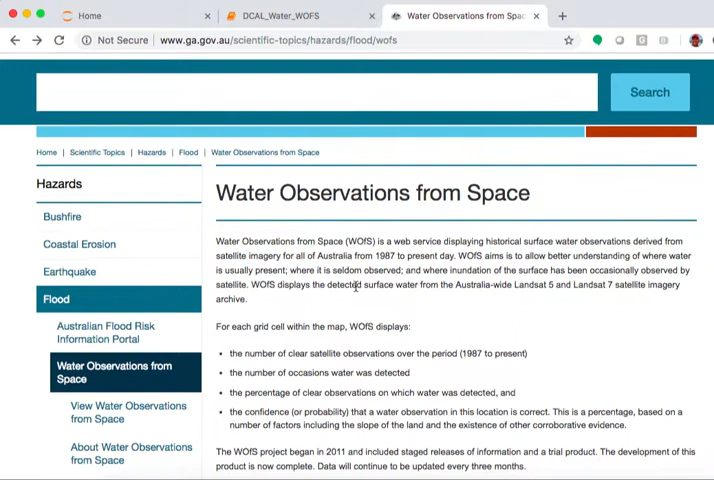 Home × DCAL_Water_WOFS × Water Observations from Spac ×
Not Secure www.ga.gov.au/scientific-topics/hazards/flood/wofs
Search
Home | Scientific Topics | Hazards | Flood | Water Observations from Space
Hazards
Bushfire
Coastal Erosion
Earthquake
Flood
Australian Flood Risk
Information Portal
Water Observations from
Space
View Water Observations
from Space
About Water Observations
from Space
Water Observations from Space
Water Observations from Space (WOfS) is a web service displaying historical surface water observations derived from
satellite imagery for all of Australia from 1987 to present day. WOfS aims is to allow better understanding of where water
is usually present; where it is seldom observed; and where inundation of the surface has been occasionally observed by
satellite. WOfS displays the detected surface water from the Australia-wide Landsat 5 and Landsat 7 satellite imagery
archive.
For each grid cell within the map, WOfS displays:
• the number of clear satellite observations over the period (1987 to present)
• the number of occasions water was detected
• the percentage of clear observations on which water was detected, and
• the confidence (or probability) that a water observation in this location is correct. This is a percentage, based on a
number of factors including the slope of the land and the existence of other corroborative evidence.
The WOfS project began in 2011 and included staged releases of information and a trial product. The development of this
product is now complete. Data will continue to be updated every three months.